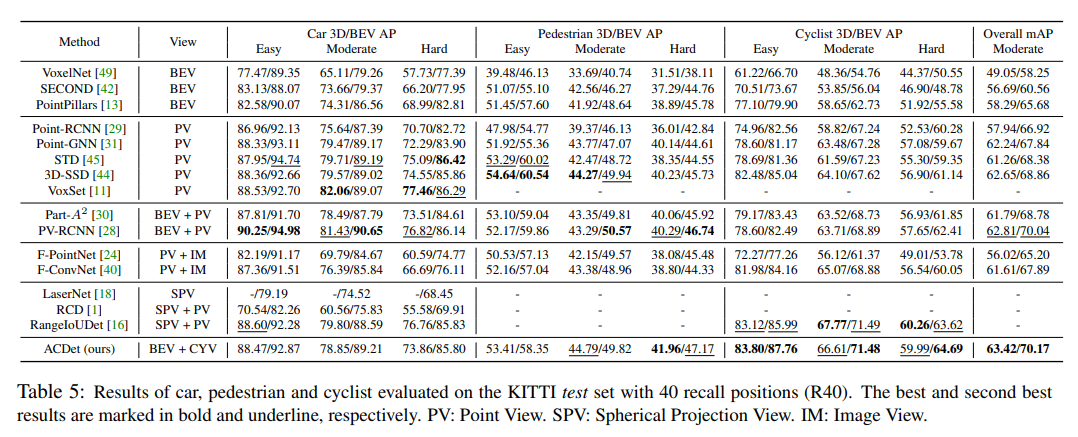 Method View Car 3D/BEV AP Pedestrian 3D/BEV AP Cyclist 3D/BEV AP Overall mAP
Easy Moderate Hard Easy Moderate Hard Easy Moderate Hard Moderate
VoxelNet [49] BEV 77.47/89.35 65.11/79.26 57.73/77.39 39.48/46.13 33.69/40.74 31.51/38.11 61.22/66.70 48.36/54.76 44.37/50.55 49.05/58.25
SECOND [42] BEV 83.13/88.07 73.66/79.37 66.20/77.95 51.07/55.10 42.56/46.27 37.29/44.76 70.51/73.67 53.85/56.04 46.90/48.78 56.69/60.56
PointPillars [13] BEV 82.58/90.07 74.31/86.56 68.99/82.81 51.45/57.60 41.92/48.64 38.89/45.78 77.10/79.90 58.65/62.73 51.92/55.58 58.29/65.68
Point-RCNN [29] PV 86.96/92.13 75.64/87.39 70.70/82.72 47.98/54.77 39.37/46.13 36.01/42.84 74.96/82.56 58.82/67.24 52.53/60.28 57.94/66.92
Point-GNN [31] PV 88.33/93.11 79.47/89.17 72.29/83.90 51.92/55.36 43.77/47.07 40.14/44.61 78.60/81.17 63.48/67.28 57.08/59.67 62.24/67.84
STD [45] PV 87.95/94.74 79.71/89.19 75.09/86.42 53.29/60.02 42.47/48.72 38.35/44.55 78.69/81.36 61.59/67.23 55.30/59.35 61.26/68.38
3D-SSD [44] PV 88.36/92.66 79.57/89.02 74.55/85.86 54.64/60.54 44.27/49.94 40.23/45.73 82.48/85.04 64.10/67.62 56.90/61.14 62.65/68.86
VoxSet [11] PV 88.53/92.70 82.06/89.07 77.46/86.29 - - - - - - -
Part-A² [30] BEV + PV 87.81/91.70 78.49/87.79 73.51/84.61 53.10/59.04 43.35/49.81 40.06/45.92 79.17/83.43 63.52/68.73 56.93/61.85 61.79/68.78
PV-RCNN [28] BEV + PV 90.25/94.98 81.43/90.65 76.82/86.14 52.17/59.86 43.29/50.57 40.29/46.74 78.60/82.49 63.71/68.89 57.65/62.41 62.81/70.04
F-PointNet [24] PV + IM 82.19/91.17 69.79/84.67 60.59/74.77 50.53/57.13 42.15/49.57 38.08/45.48 72.27/77.26 56.12/61.37 49.01/53.78 56.02/65.20
F-ConvNet [40] PV + IM 87.36/91.51 76.39/85.84 66.69/76.11 52.16/57.04 43.38/48.96 38.80/44.33 81.98/84.16 65.07/68.88 56.54/60.05 61.61/67.89
LaserNet [18] SPV -/79.19 -/74.52 -/68.45 - - - - - - -
RCD [1] SPV + PV 70.54/82.26 60.56/75.83 55.58/69.91 - - - - - - -
RangeIoUDet [16] SPV + PV 88.60/92.28 79.80/88.59 76.76/85.83 - - - 83.12/85.99 67.77/71.49 60.26/63.62 -
ACDet (ours) BEV + CYV 88.47/92.87 78.85/89.21 73.86/85.80 53.41/58.35 44.79/49.82 41.96/47.17 83.80/87.76 66.61/71.48 59.99/64.69 63.42/70.17
Table 5: Results of car, pedestrian and cyclist evaluated on the KITTI test set with 40 recall positions (R40). The best and second best
results are marked in bold and underline, respectively. PV: Point View. SPV: Spherical Projection View. IM: Image View.